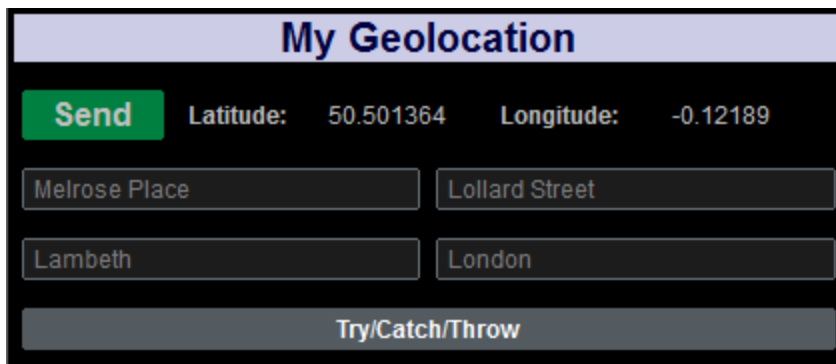 My Geolocation
Send Latitude: 50.501364 Longitude: -0.12189
Melrose Place Lollard Street
Lambeth London
Try/Catch/Throw